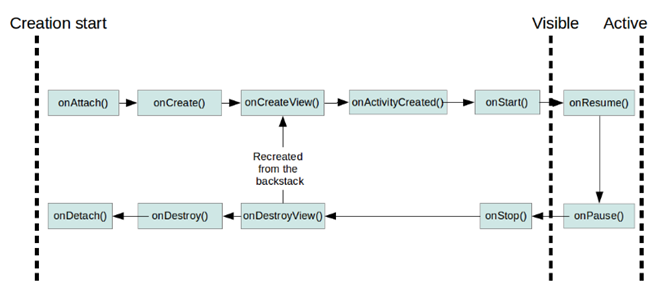 Creation start
Visible
Active
onAttach()
onCreate()
onCreateView()
onActivityCreated()
onStart()
onResume()
Recreated
from the
backstack
onDetach()
onDestroy()
onDestroyView()
onStop()
onPause()